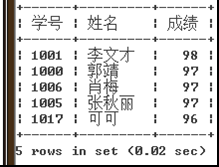 学号 | 姓名 | 成绩
1001 | 李文才 | 98
1000 | 郭靖 | 97
1006 | 肖梅 | 97
1005 | 张秋丽 | 97
1017 | 可可 | 96
5 rows in set (0.02 sec)